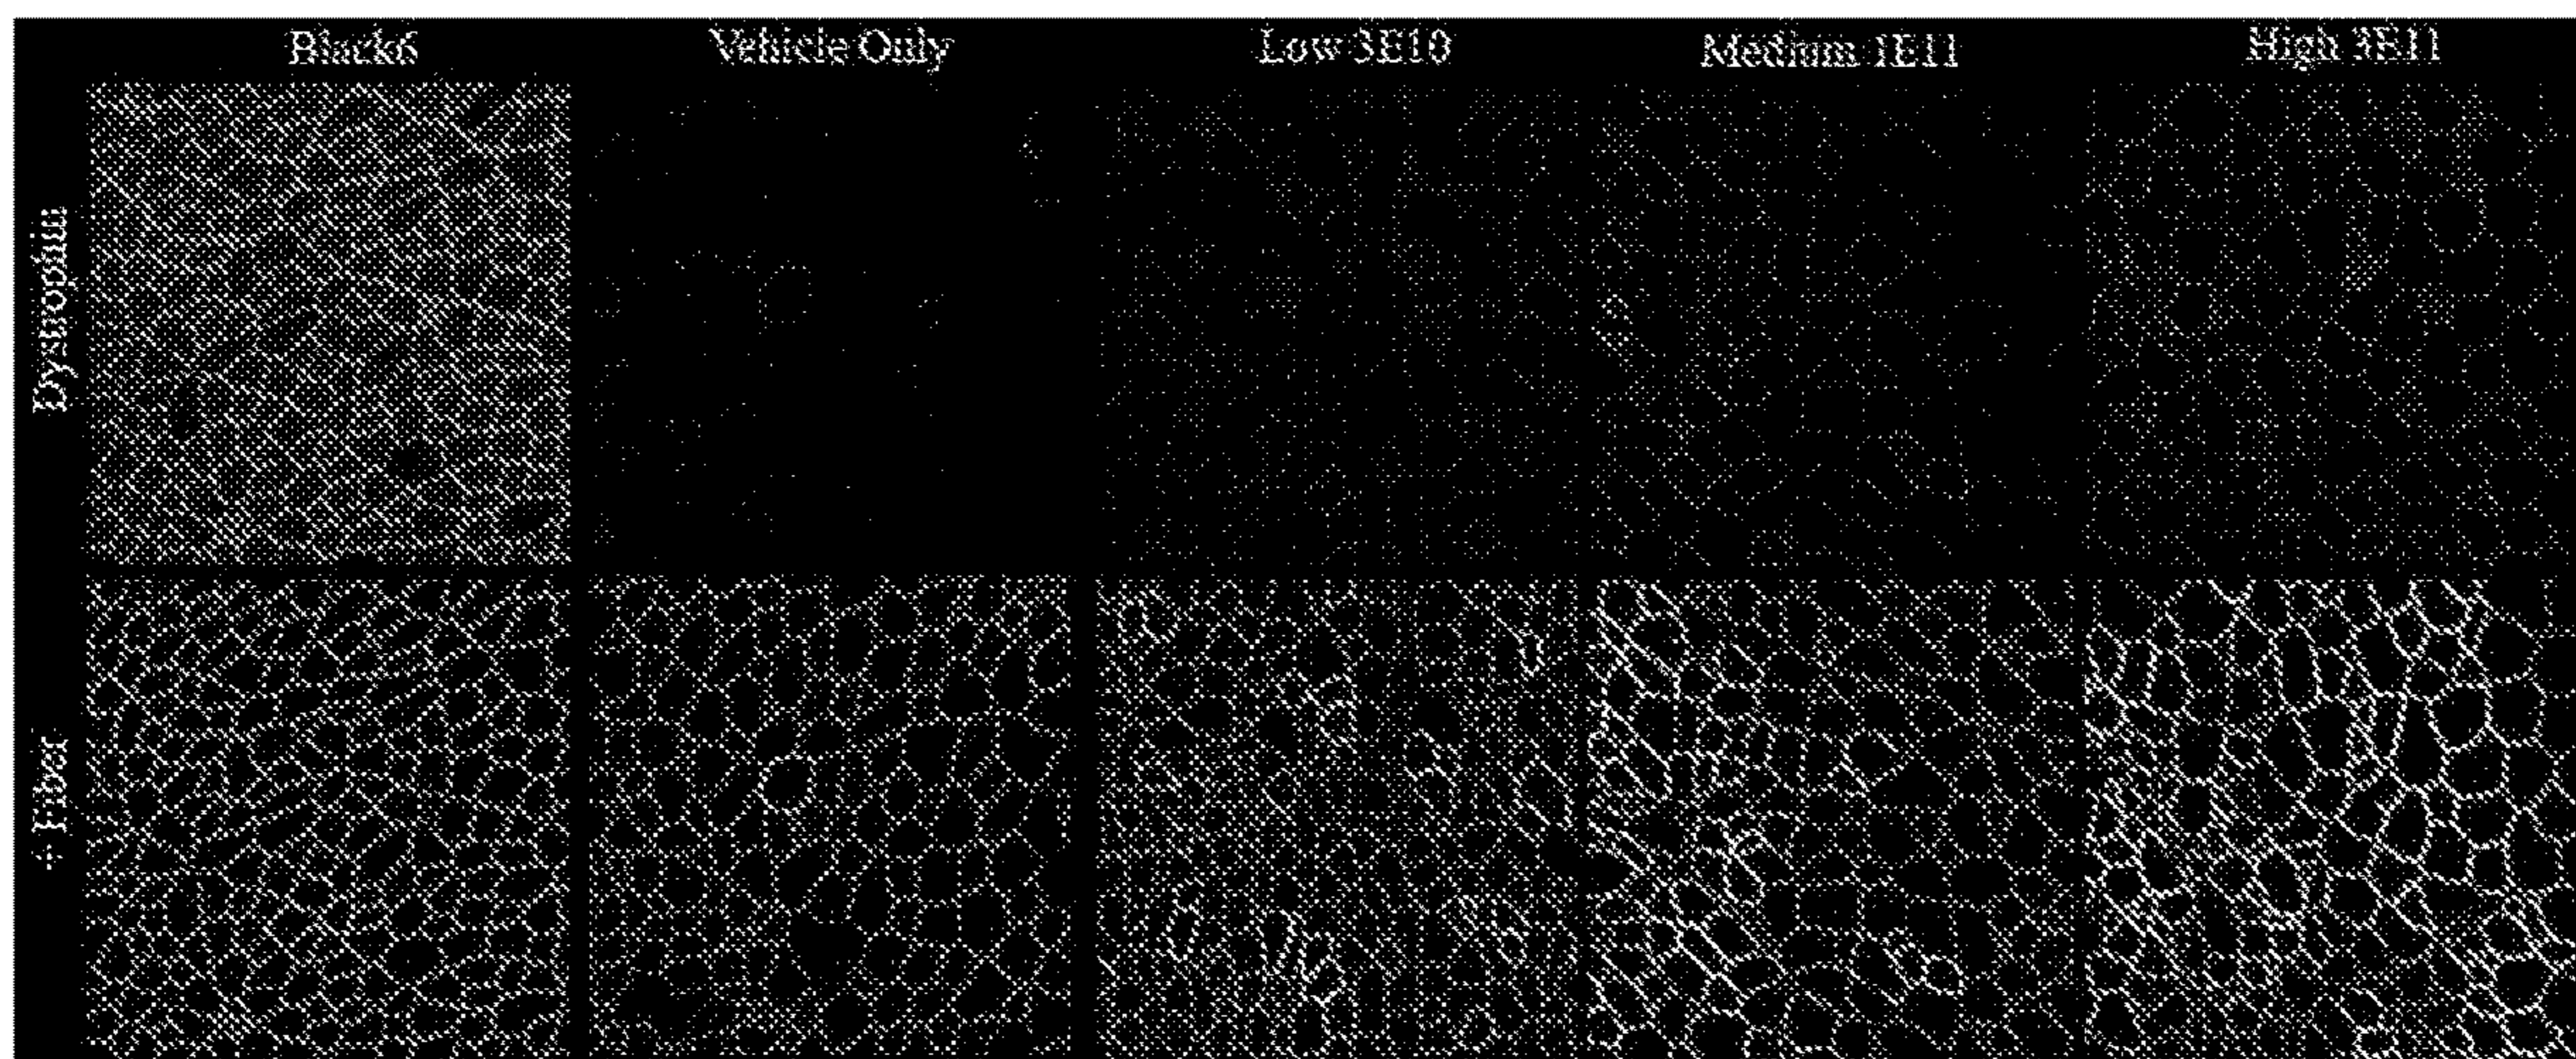 Black6
Vehicle Only
Low 3E10
Medium 1E11
High 3E11
Dystrophin
+ Fiber